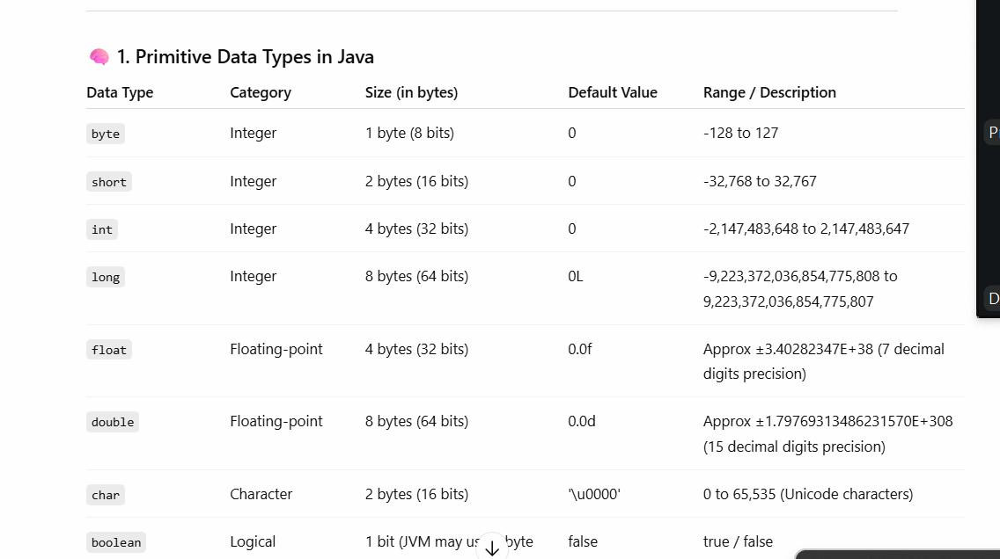 🧠 1. Primitive Data Types in Java
Data Type Category Size (in bytes) Default Value Range / Description
byte Integer 1 byte (8 bits) 0 -128 to 127
short Integer 2 bytes (16 bits) 0 -32,768 to 32,767
int Integer 4 bytes (32 bits) 0 -2,147,483,648 to 2,147,483,647
long Integer 8 bytes (64 bits) 0L -9,223,372,036,854,775,808 to
9,223,372,036,854,775,807
float Floating-point 4 bytes (32 bits) 0.0f Approx ±3.40282347E+38 (7 decimal
digits precision)
double Floating-point 8 bytes (64 bits) 0.0d Approx ±1.79769313486231570E+308
(15 decimal digits precision)
char Character 2 bytes (16 bits) '\u0000' 0 to 65,535 (Unicode characters)
boolean Logical 1 bit (JVM may byte false true / false